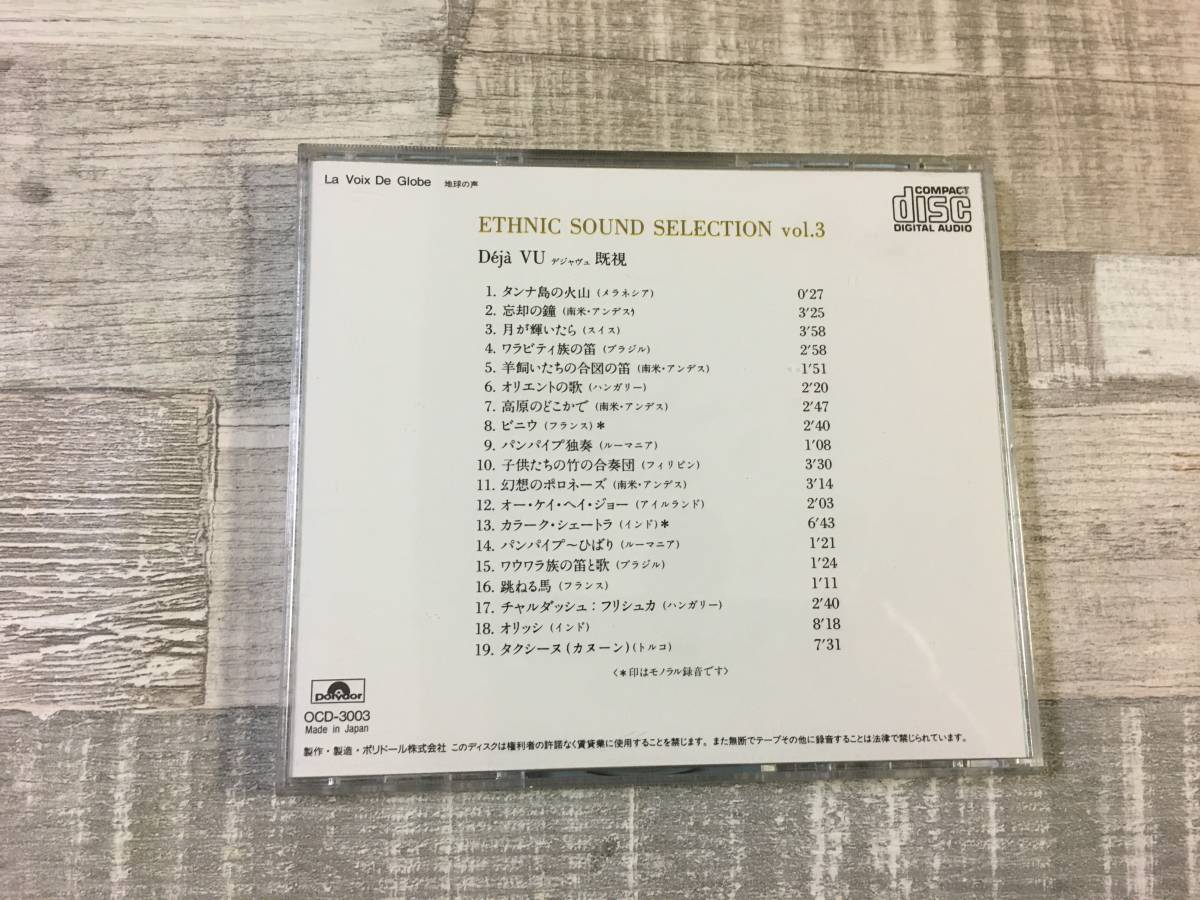 La Voix De Globe 地球の声
COMPACT
disc
DIGITAL AUDIO
ETHNIC SOUND SELECTION vol.3
Déjà VU デジャヴュ 既視
1. タンナ島の火山 (メラネシア) 0'27
2. 忘却の鐘 (南米・アンデス) 3'25
3. 月が輝いたら (スイス) 3'58
4. ワラピティ族の笛 (ブラジル) 2'58
5. 羊飼いたちの合図の笛 (南米・アンデス) 1'51
6. オリエントの歌 (ハンガリー) 2'20
7. 高原のどこかで (南米・アンデス) 2'47
8. ビニウ (フランス)* 2'40
9. パンパイプ独奏 (ルーマニア) 1'08
10. 子供たちの竹の合奏団 (フィリピン) 3'30
11. 幻想のポロネーズ (南米・アンデス) 3'14
12. オー・ケイ・ヘイ・ジョー (アイルランド) 2'03
13. カラーク・シェートラ (インド)* 6'43
14. パンパイプ〜ひばり (ルーマニア) 1'21
15. ワウワラ族の笛と歌 (ブラジル) 1'24
16. 跳ねる馬 (フランス) 1'11
17. チャルダッシュ:フリシュカ (ハンガリー) 2'40
18. オリッシ (インド) 8'18
19. タクシーヌ(カヌーン) (トルコ) 7'31
〈*印はモノラル録音です〉
Polydor
OCD-3003
Made in Japan
製作・製造・ポリドール株式会社 このディスクは権利者の許諾なく賃貸業に使用することを禁じます。また無断でテープその他に録音することは法律で禁じられています。